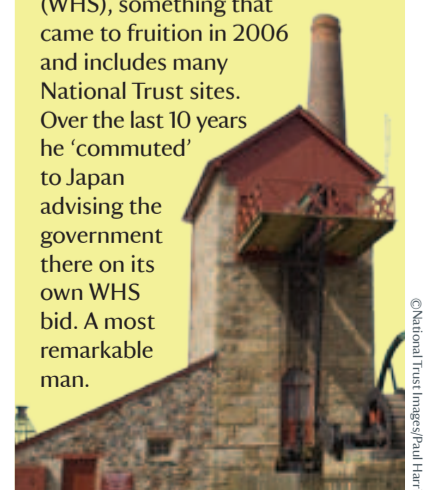 (WHS), something that
came to fruition in 2006
and includes many
National Trust sites.
Over the last 10 years
he ‘commuted’
to Japan
advising the
government
there on its
own WHS
bid. A most
remarkable
man.
©National Trust Images/Paul Harr